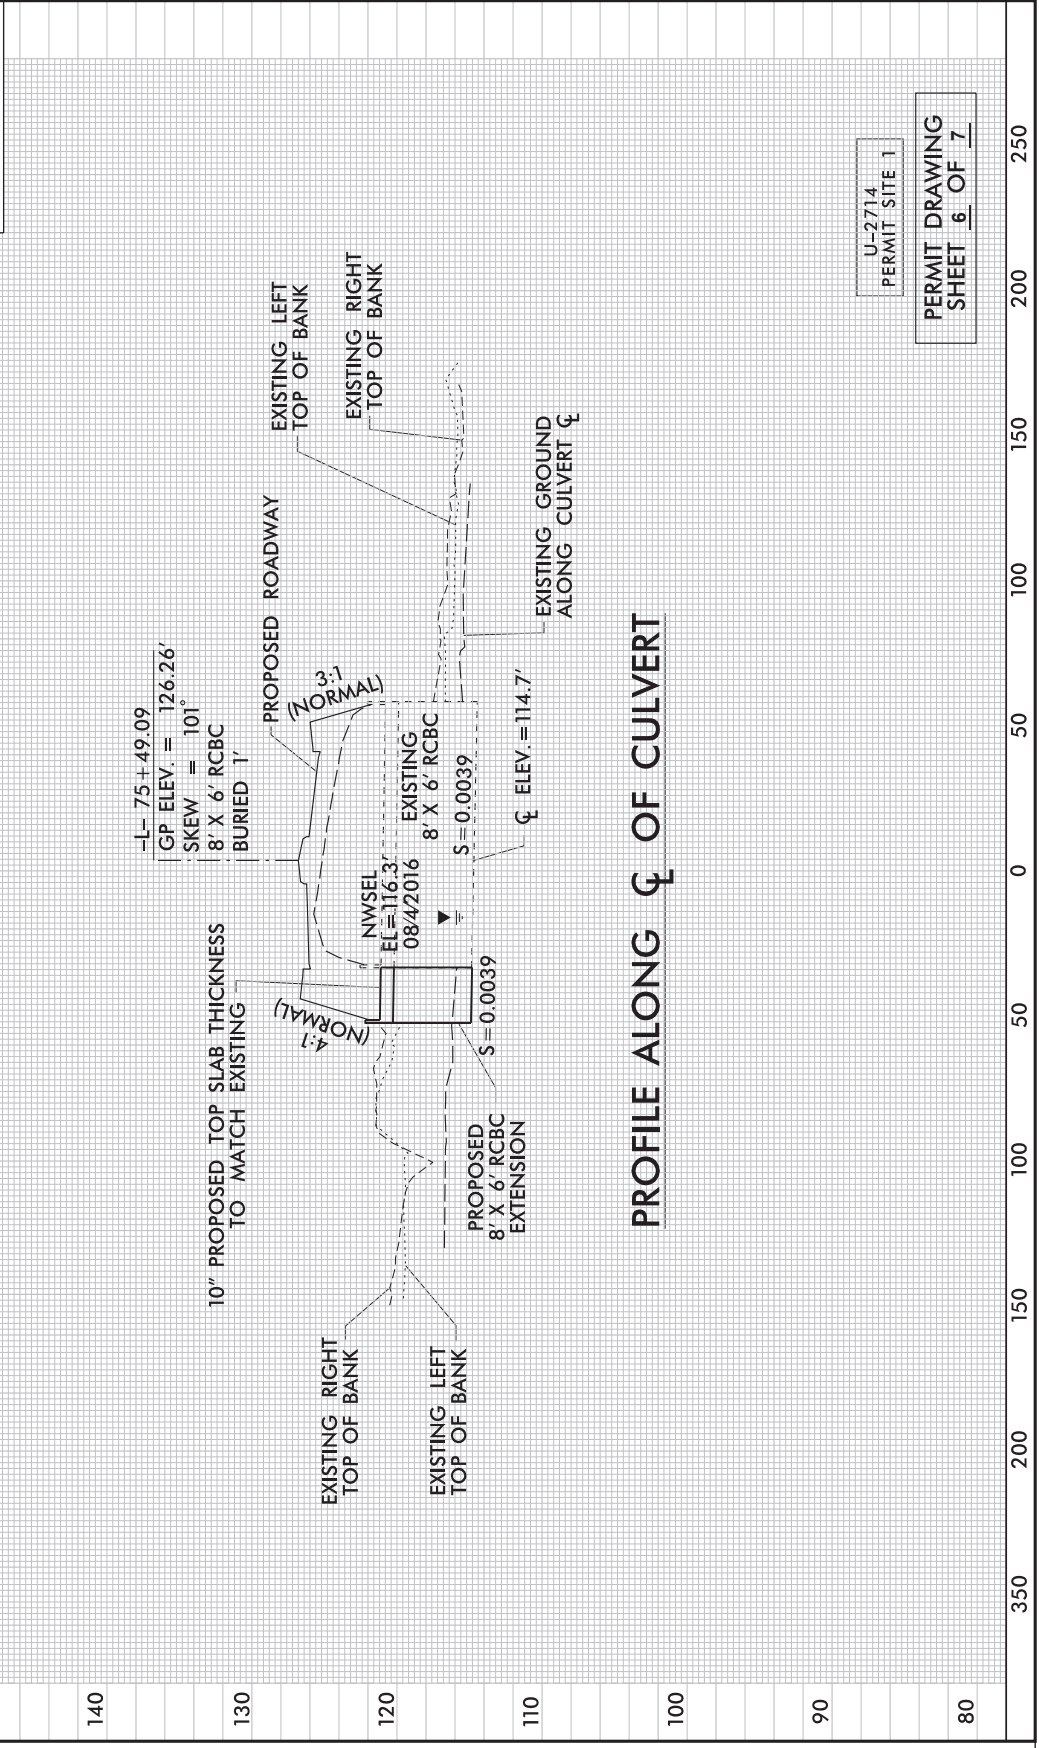 -L- 75+49.09
GP ELEV. = 126.26'
SKEW = 101°
8' X 6' RCBC
BURIED 1'
10" PROPOSED TOP SLAB THICKNESS
TO MATCH EXISTING
PROPOSED ROADWAY
4:1
(NORMAL)
3:1
(NORMAL)
EXISTING LEFT
TOP OF BANK
EXISTING RIGHT
TOP OF BANK
EXISTING RIGHT
TOP OF BANK
EXISTING LEFT
TOP OF BANK
NWSEL
EL=116.3'
08/4/2016
EXISTING
8' X 6' RCBC
S=0.0039
S=0.0039
PROPOSED
8' X 6' RCBC
EXTENSION
℄ ELEV.=114.7'
EXISTING GROUND
ALONG CULVERT ℄
PROFILE ALONG ℄ OF CULVERT
U-2714
PERMIT SITE 1
PERMIT DRAWING
SHEET 6 OF 7
140
130
120
110
100
90
80
350 200 150 100 50 0 50 100 150 200 250